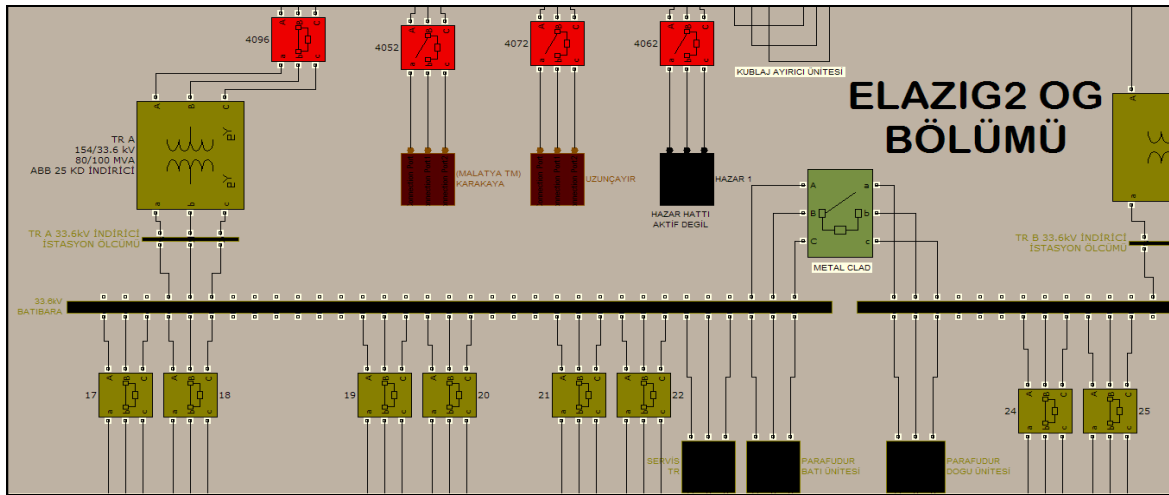 4096
A
B
C
a
b
c
4052
A
B
C
a
b
c
4072
A
B
C
a
b
c
4062
A
B
C
a
b
c
KUBLAJ AYIRICI ÜNİTESİ
ELAZIG2 OG
BÖLÜMÜ
TR A
154/33.6 kV
80/100 MVA
ABB 25 KD İNDİRİCİ
A
B
C
a
b
c
A
a
(MALATYA TM)
KARAKAYA
UZUNÇAYIR
HAZAR 1
HAZAR HATTI
AKTİF DEGİL
A
B
C
a
b
c
METAL CLAD
TR A 33.6kV İNDİRİCİ
İSTASYON ÖLCÜMÜ
TR B 33.6kV İNDİRİCİ
İSTASYON ÖLCÜMÜ
33.6kV
BATIBARA
17
A
B
C
a
b
c
18
A
B
C
a
b
c
19
A
B
C
a
b
c
20
A
B
C
a
b
c
21
A
B
C
a
b
c
22
A
B
C
a
b
c
24
A
B
C
a
b
c
25
A
B
C
a
b
c
SERVİS
TR
PARAFUDUR
BATI ÜNİTESİ
PARAFUDUR
DOGU ÜNİTESİ